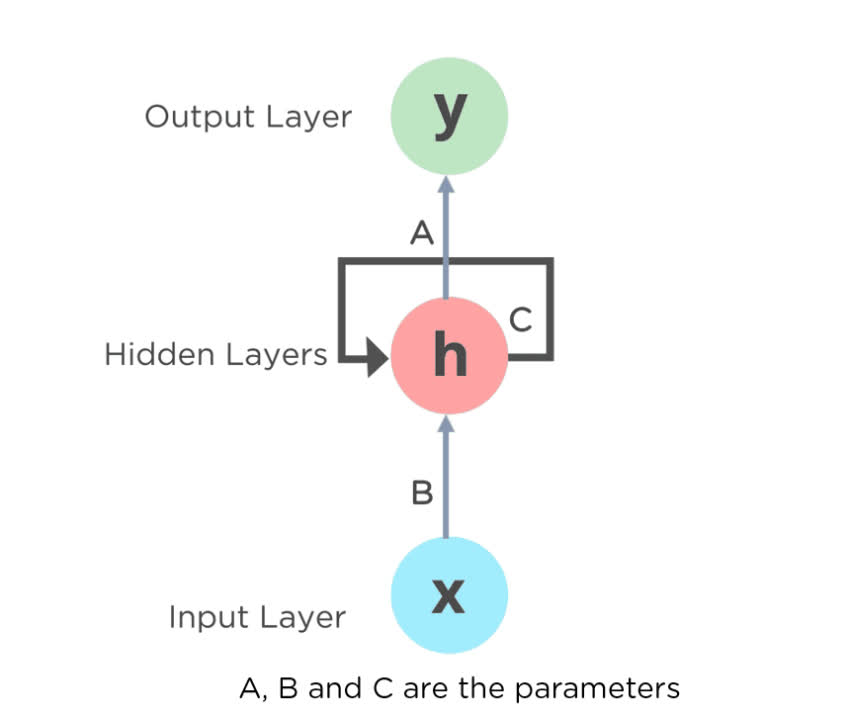 Output Layer
y
A
C
Hidden Layers
h
B
x
Input Layer
A, B and C are the parameters